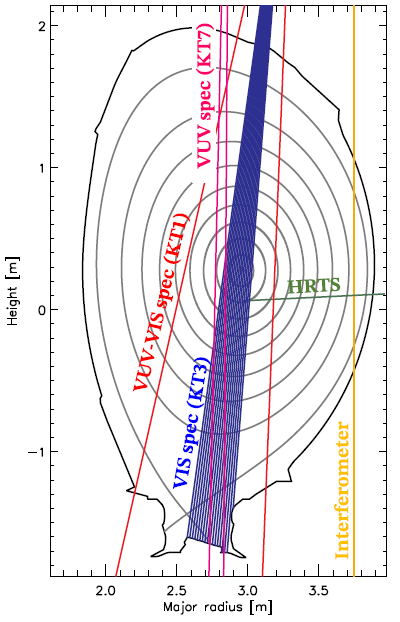 2
1
0
−1
Height [m]
VUV spec (KT7)
VUV-VIS spec (KT1)
HRTS
VIS spec (KT3)
Interferometer
2.0 2.5 3.0 3.5
Major radius [m]